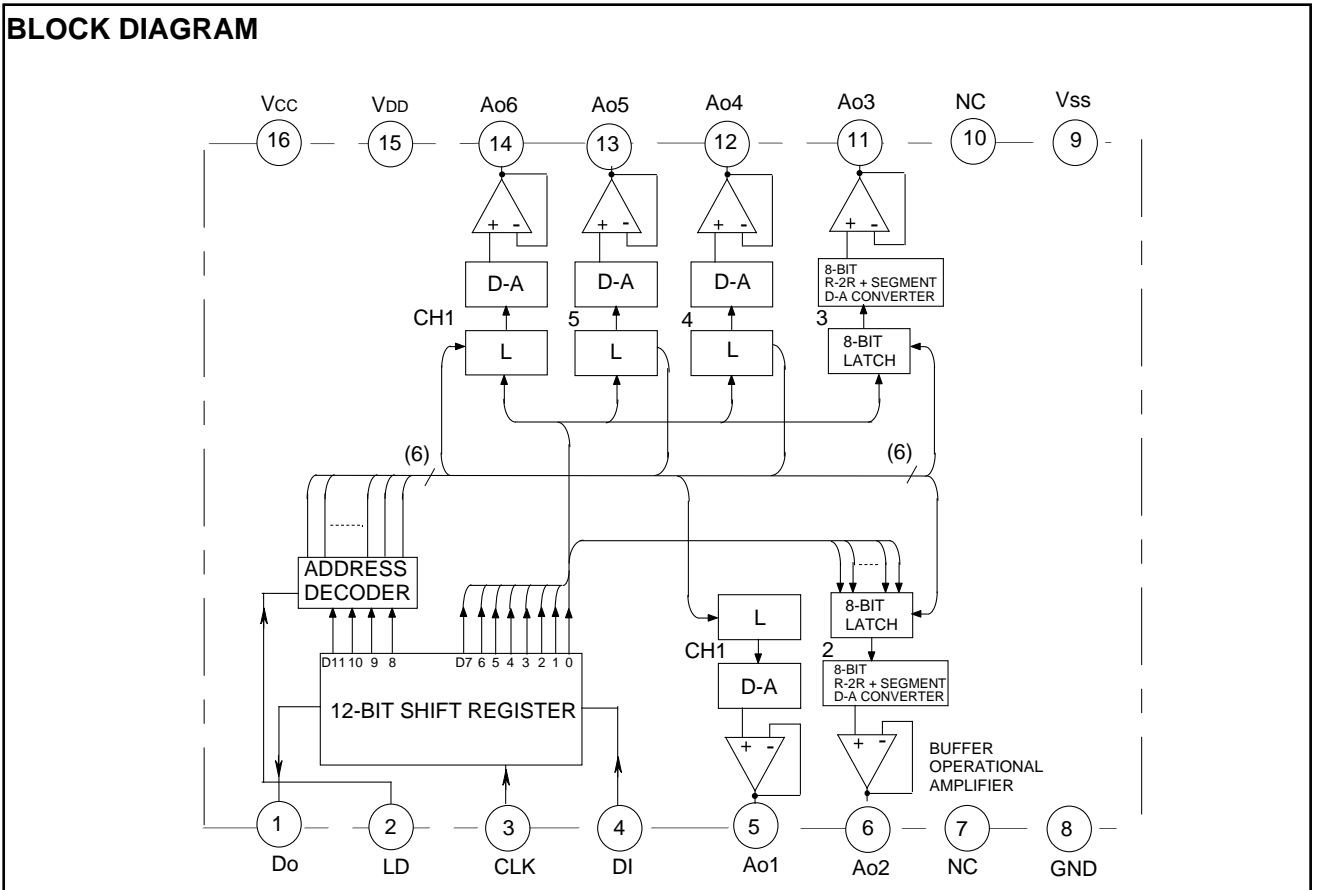 BLOCK DIAGRAM
VCC VDD Ao6 Ao5 Ao4 Ao3 NC Vss
16 15 14 13 12 11 10 9
+ - + - + - + -
D-A D-A D-A 8-BIT
R-2R + SEGMENT
D-A CONVERTER
CH1 5 4 3
L L L 8-BIT
LATCH
(6) (6)
ADDRESS
DECODER
8-BIT
LATCH
L
CH1 2
D11 10 9 8 D7 6 5 4 3 2 1 0
8-BIT
R-2R + SEGMENT
D-A CONVERTER
D-A
12-BIT SHIFT REGISTER
+ - + -
BUFFER
OPERATIONAL
AMPLIFIER
1 2 3 4 5 6 7 8
Do LD CLK DI Ao1 Ao2 NC GND